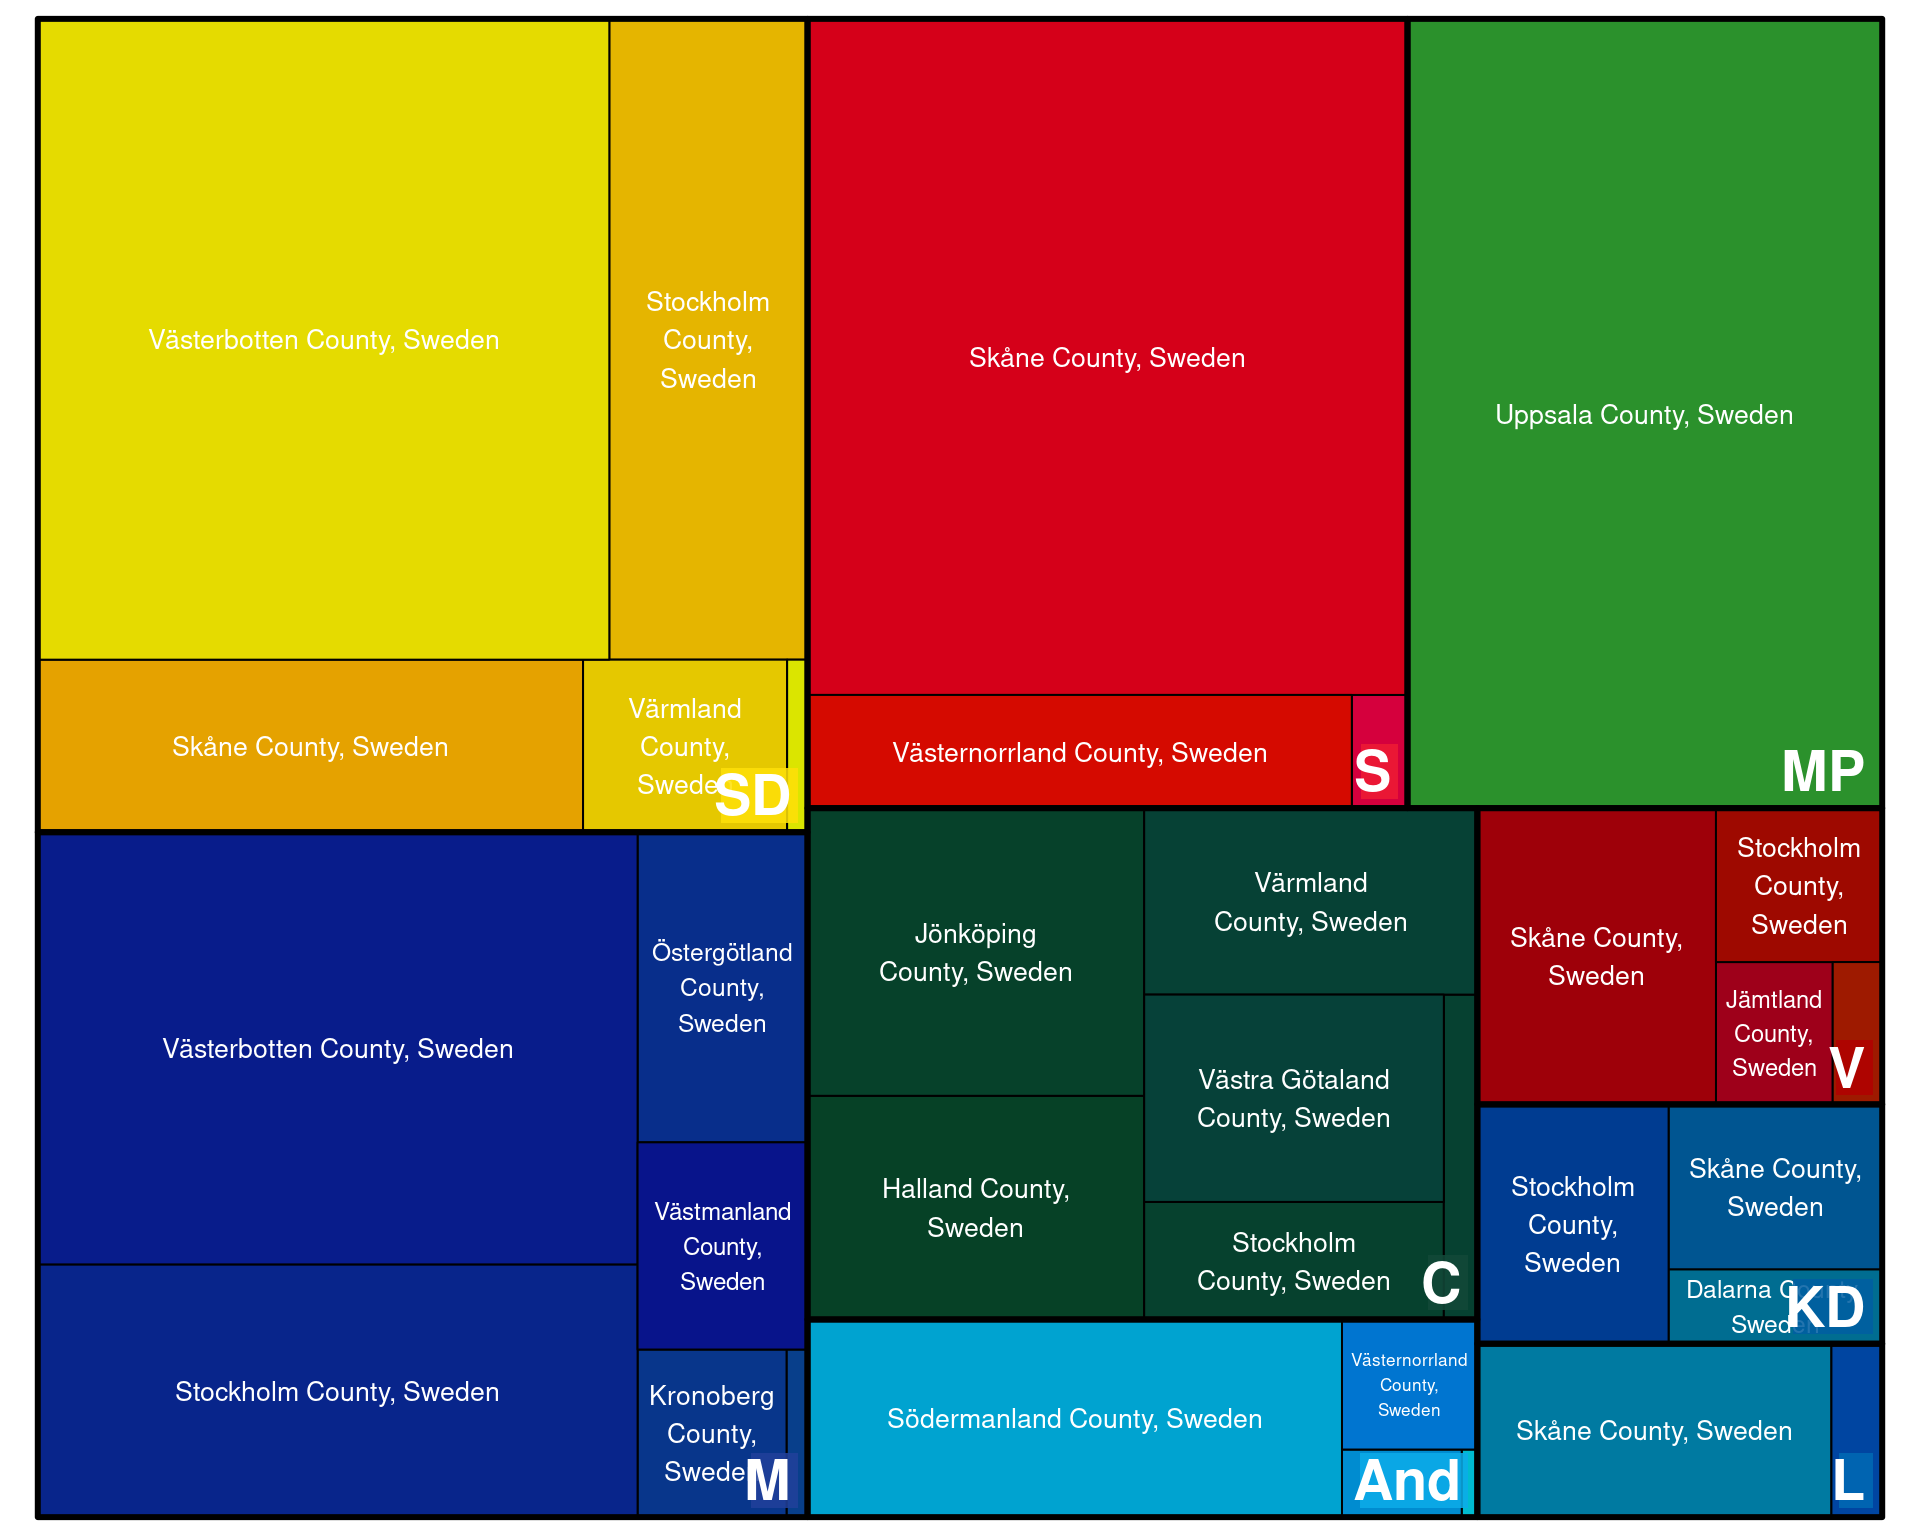 Västerbotten County, Sweden
Stockholm
County,
Sweden
Skåne County, Sweden
Värmland
County,
Sweden
SD
Skåne County, Sweden
Västernorrland County, Sweden
S
Uppsala County, Sweden
MP
Västerbotten County, Sweden
Östergötland
County,
Sweden
Västmanland
County,
Sweden
Stockholm County, Sweden
Kronoberg
County,
Sweden
M
Jönköping
County, Sweden
Värmland
County, Sweden
Västra Götaland
County, Sweden
Halland County,
Sweden
Stockholm
County, Sweden
C
Skåne County,
Sweden
Stockholm
County,
Sweden
Jämtland
County,
Sweden
V
Stockholm
County,
Sweden
Skåne County,
Sweden
Dalarna County,
Sweden
KD
Södermanland County, Sweden
Västernorrland
County,
Sweden
And
Skåne County, Sweden
L